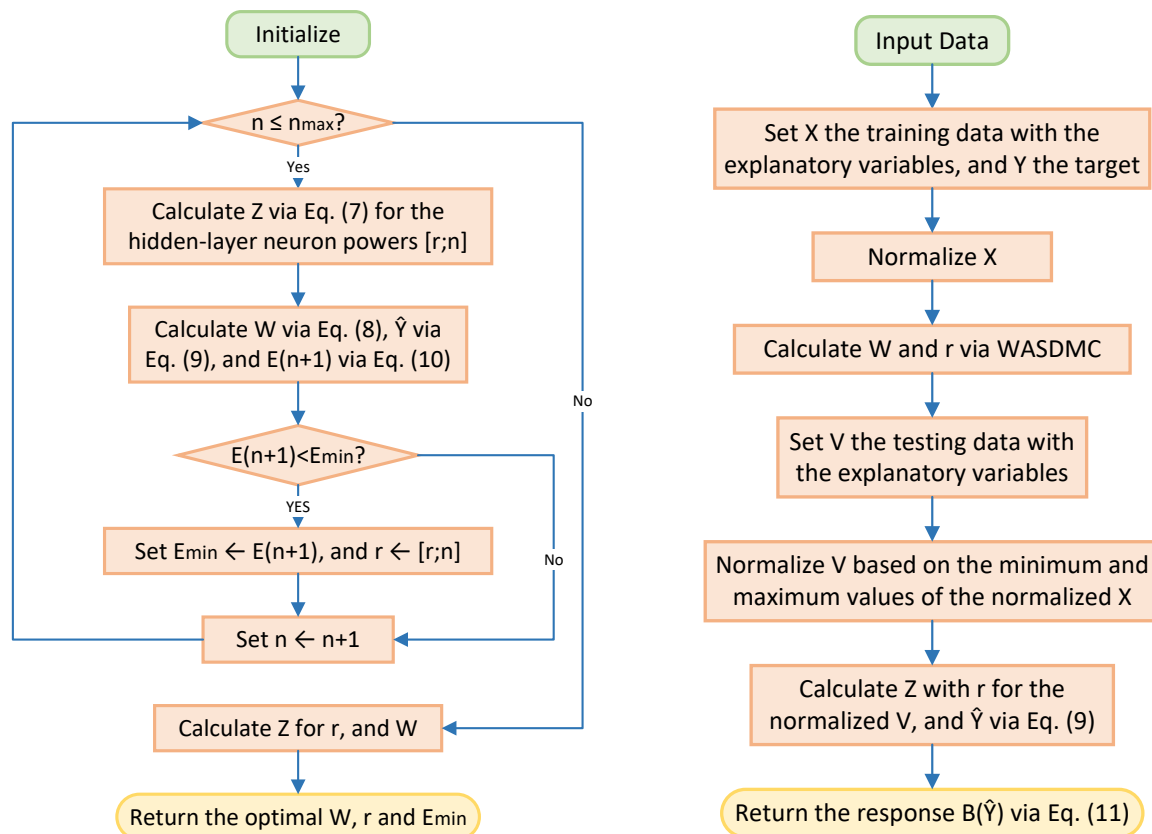 Initialize
n ≤ nmax?
Yes
Calculate Z via Eq. (7) for the
hidden-layer neuron powers [r;n]
Calculate W via Eq. (8), Ŷ via
Eq. (9), and E(n+1) via Eq. (10)
No
E(n+1)<Emin?
YES
No
Set Emin ← E(n+1), and r ← [r;n]
Set n ← n+1
Calculate Z for r, and W
Return the optimal W, r and Emin
Input Data
Set X the training data with the
explanatory variables, and Y the target
Normalize X
Calculate W and r via WASDMC
Set V the testing data with
the explanatory variables
Normalize V based on the minimum and
maximum values of the normalized X
Calculate Z with r for the
normalized V, and Ŷ via Eq. (9)
Return the response B(Ŷ) via Eq. (11)